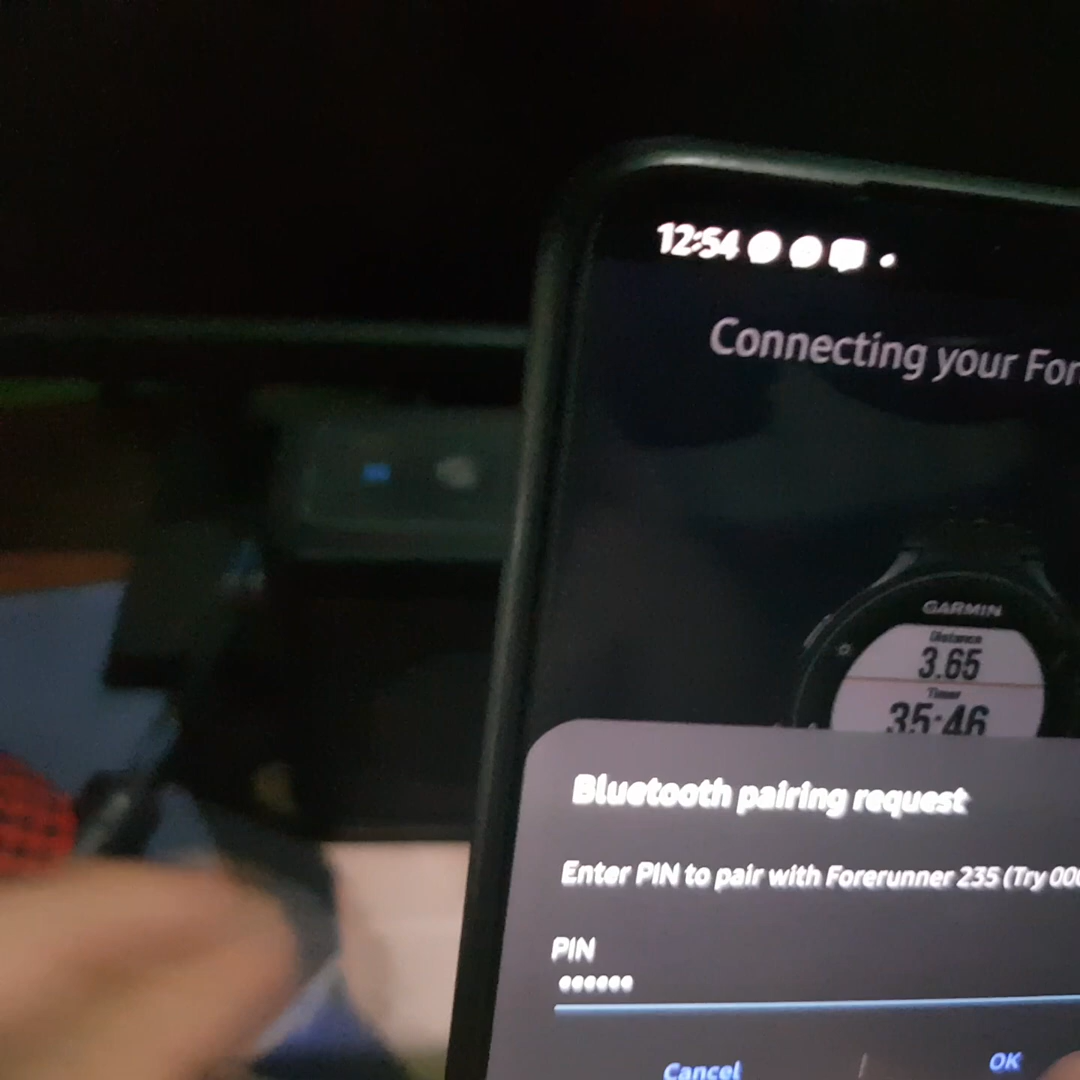 12:54
Connecting your For
GARMIN
Distance
3.65
Timer
35:46
Bluetooth pairing request
Enter PIN to pair with Forerunner 235 (Try 000
PIN
••••••
Cancel | OK